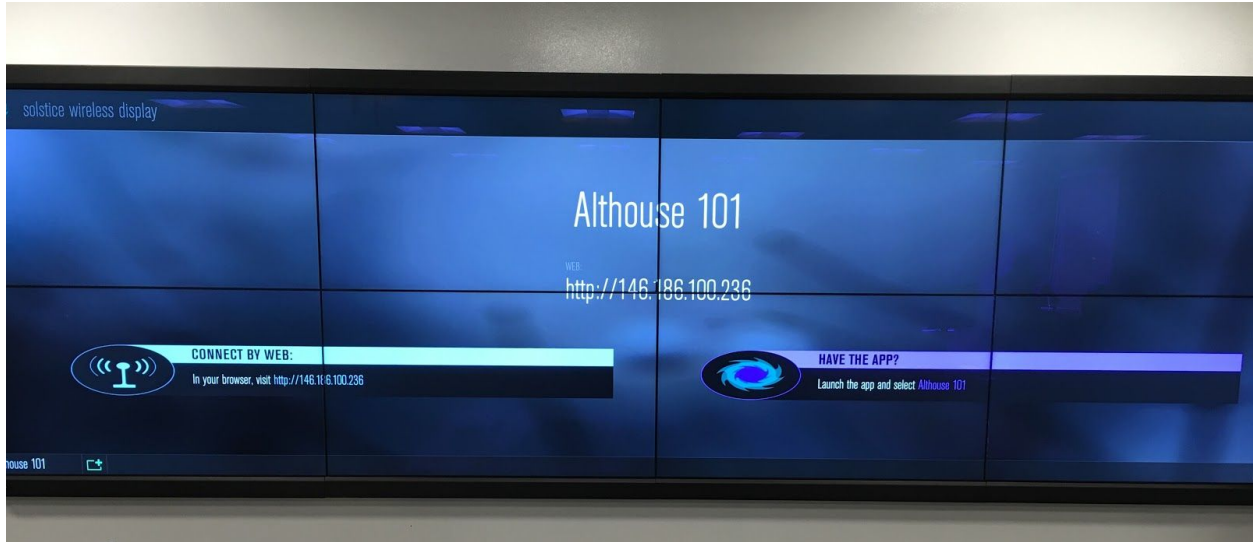 solstice wireless display
Althouse 101
WEB:
http://146.186.100.236
CONNECT BY WEB:
In your browser, visit http://146.186.100.236
HAVE THE APP?
Launch the app and select Althouse 101
house 101